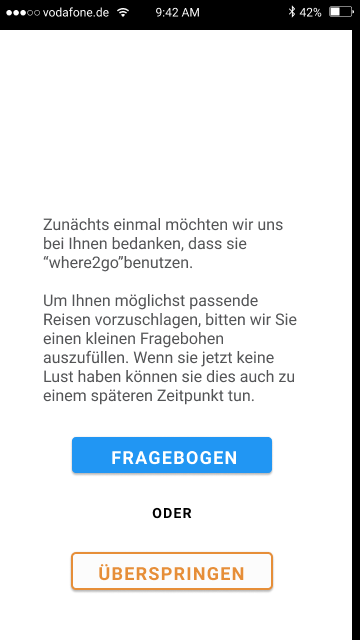 vodafone.de 9:42 AM 42%
Zunächts einmal möchten wir uns
bei Ihnen bedanken, dass sie
“where2go”benutzen.
Um Ihnen möglichst passende
Reisen vorzuschlagen, bitten wir Sie
einen kleinen Fragebohen
auszufüllen. Wenn sie jetzt keine
Lust haben können sie dies auch zu
einem späteren Zeitpunkt tun.
FRAGEBOGEN
ODER
ÜBERSPRINGEN